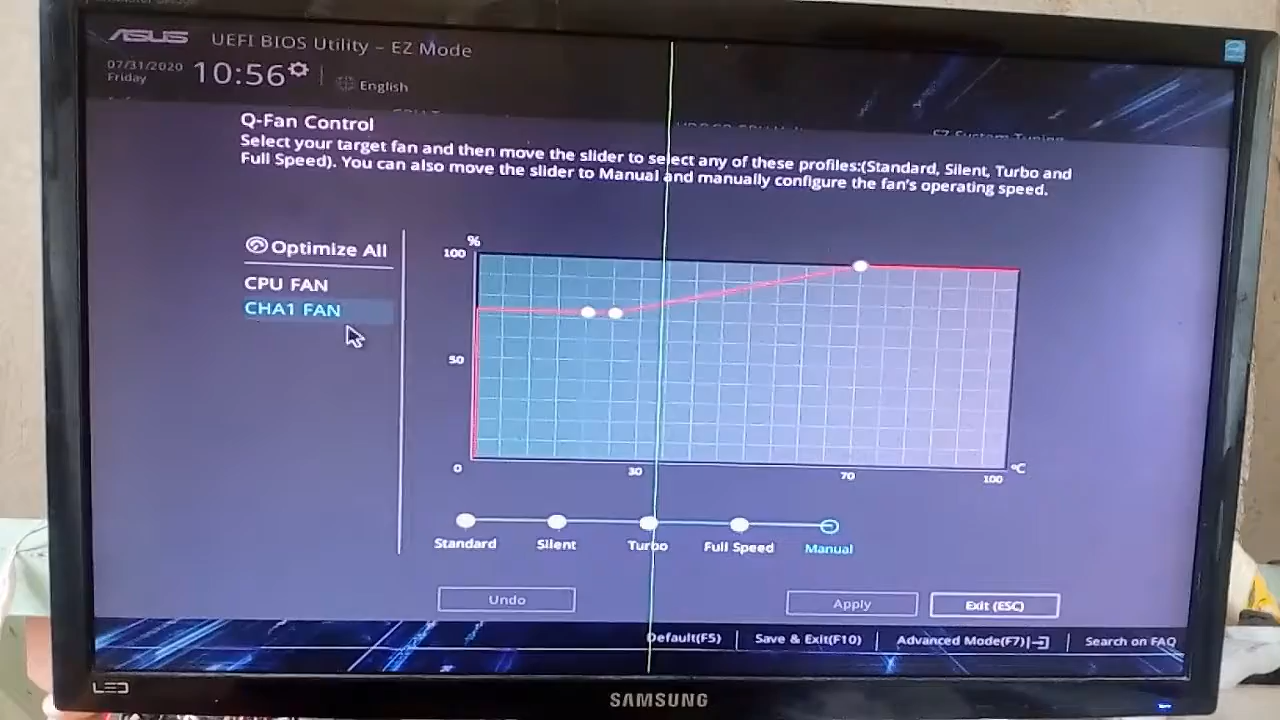 ASUS UEFI BIOS Utility – EZ Mode
07/31/2020
Friday
10:56
English
Q-Fan Control
Select your target fan and then move the slider to select any of these profiles:(Standard, Silent, Turbo and
Full Speed). You can also move the slider to Manual and manually configure the fan's operating speed.
Optimize All
CPU FAN
CHA1 FAN
%
100
50
0
30
70
100
°C
Standard
Silent
Turbo
Full Speed
Manual
Undo
Apply
Exit (ESC)
Default(F5)
Save & Exit(F10)
Advanced Mode(F7)
Search on FAQ
LED
SAMSUNG